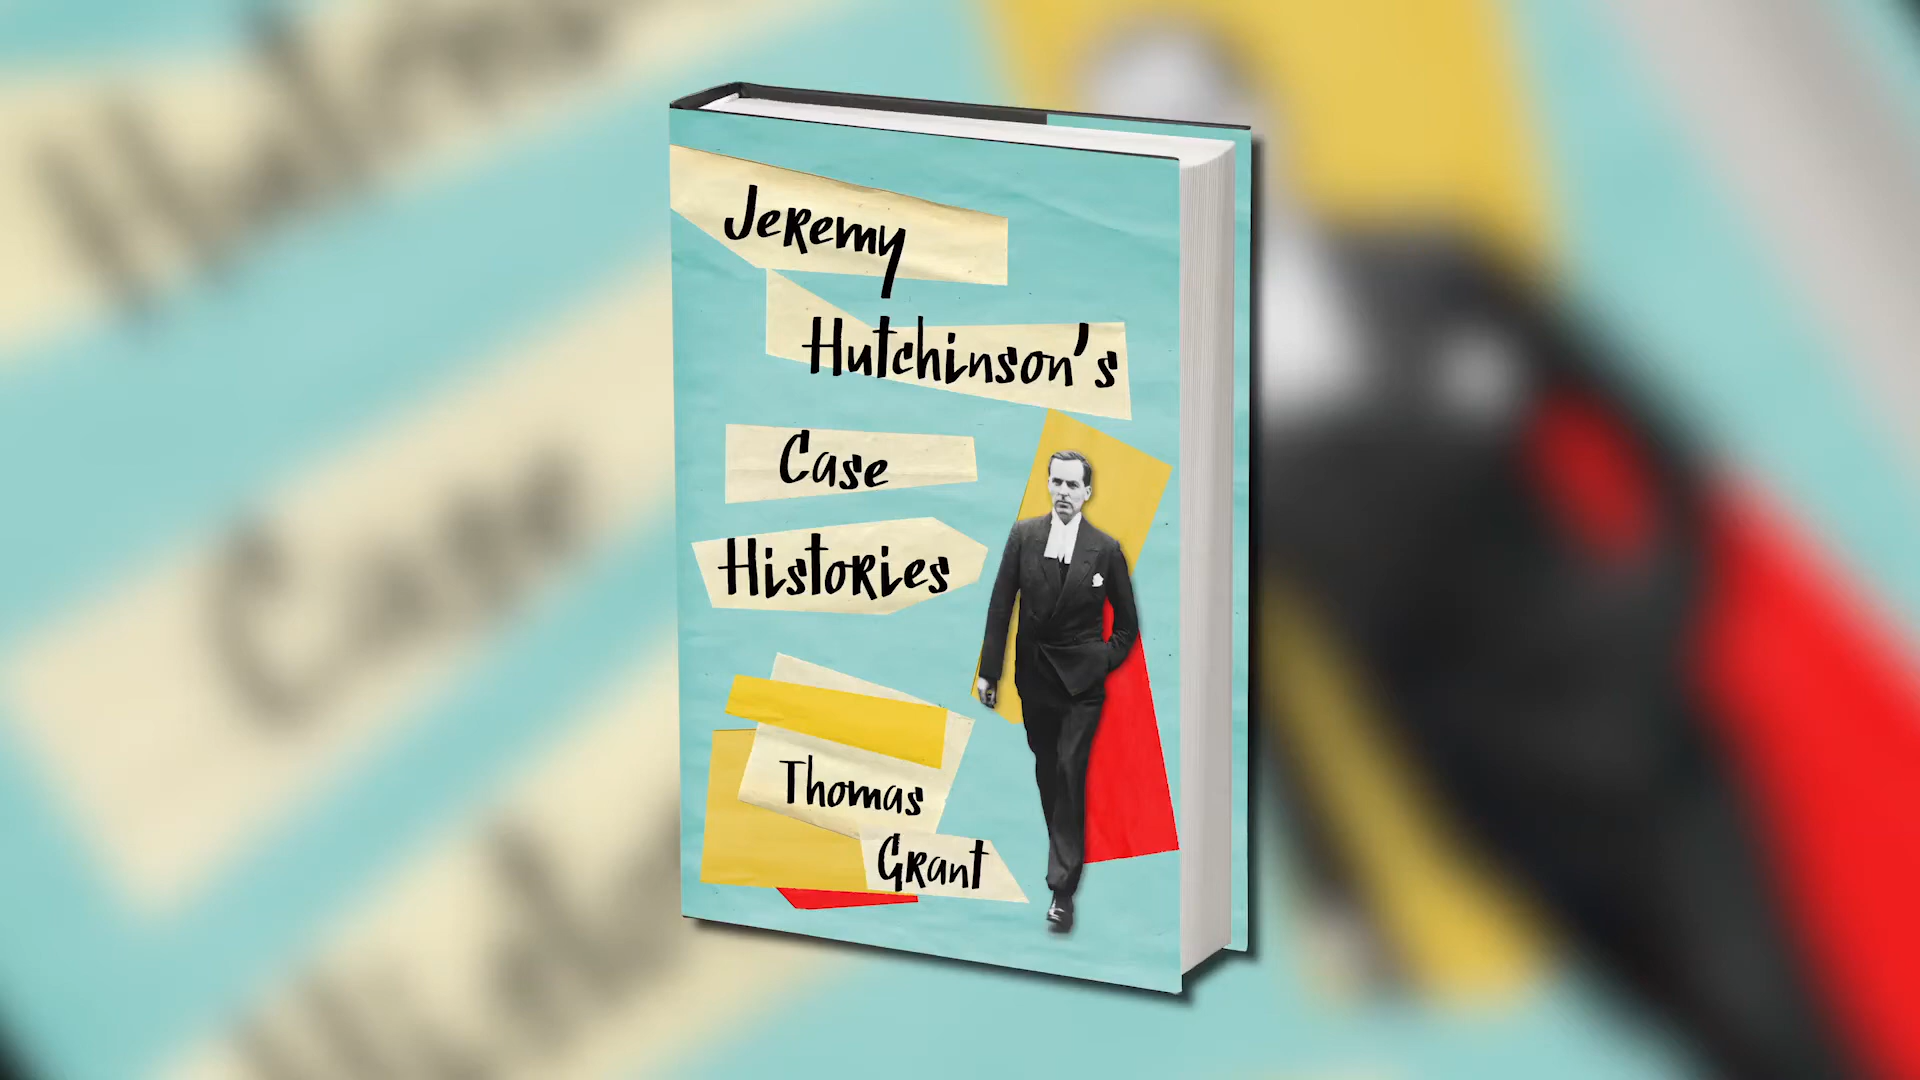 Jeremy
Hutchinson's
Case
Histories
Thomas
Grant